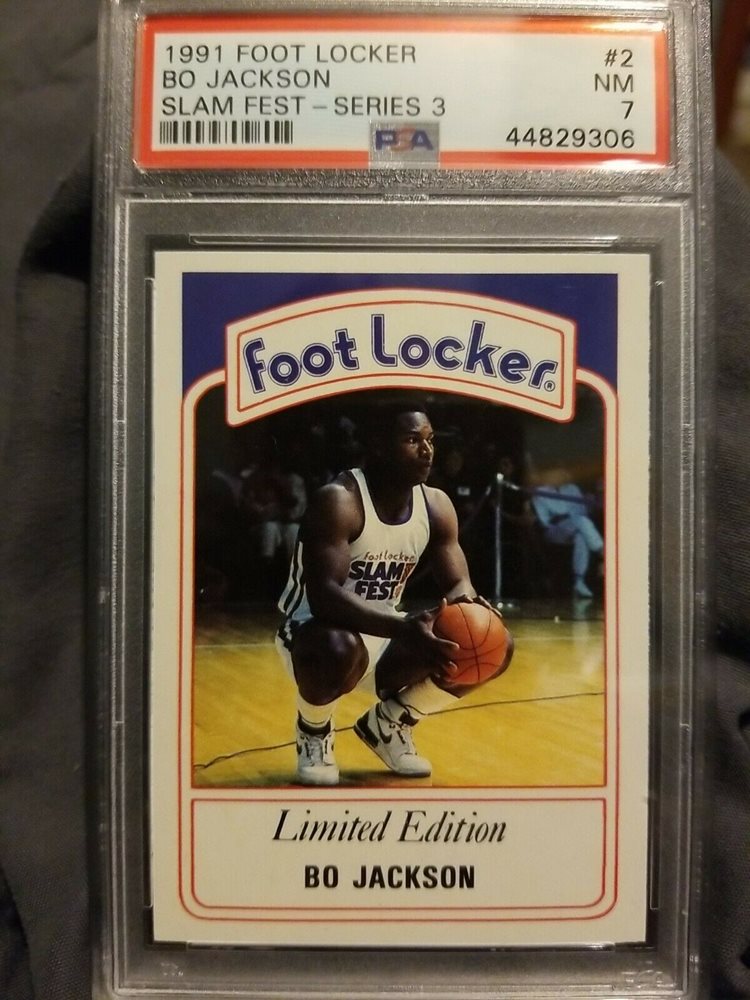 1991 FOOT LOCKER #2
BO JACKSON NM
SLAM FEST – SERIES 3 7
PSA 44829306
Foot Locker®
foot locker
SLAM
FEST
Limited Edition
BO JACKSON